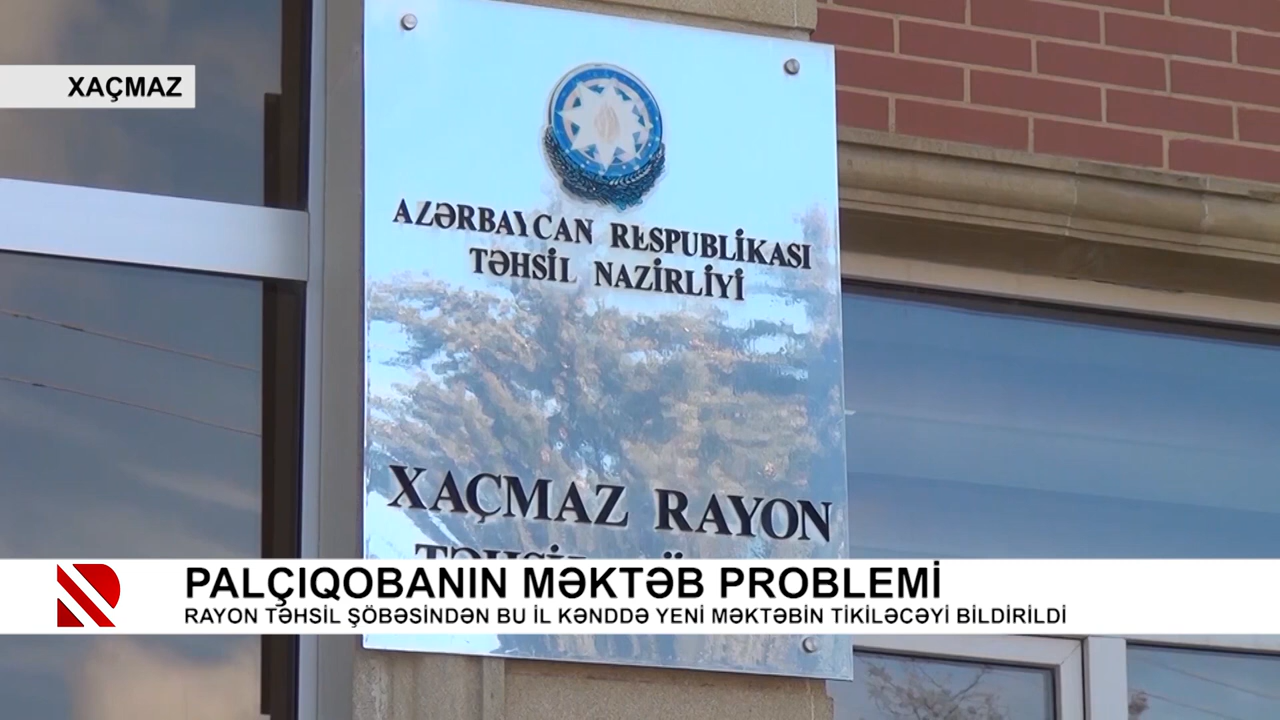 XAÇMAZ
AZƏRBAYCAN RESPUBLİKASI
TƏHSİL NAZİRLİYİ
XAÇMAZ RAYON
PALÇIQOBANIN MƏKTƏB PROBLEMİ
RAYON TƏHSİL ŞÖBƏSİNDƏN BU İL KƏNDDƏ YENİ MƏKTƏBİN TİKİLƏCƏYİ BİLDİRİLDİ